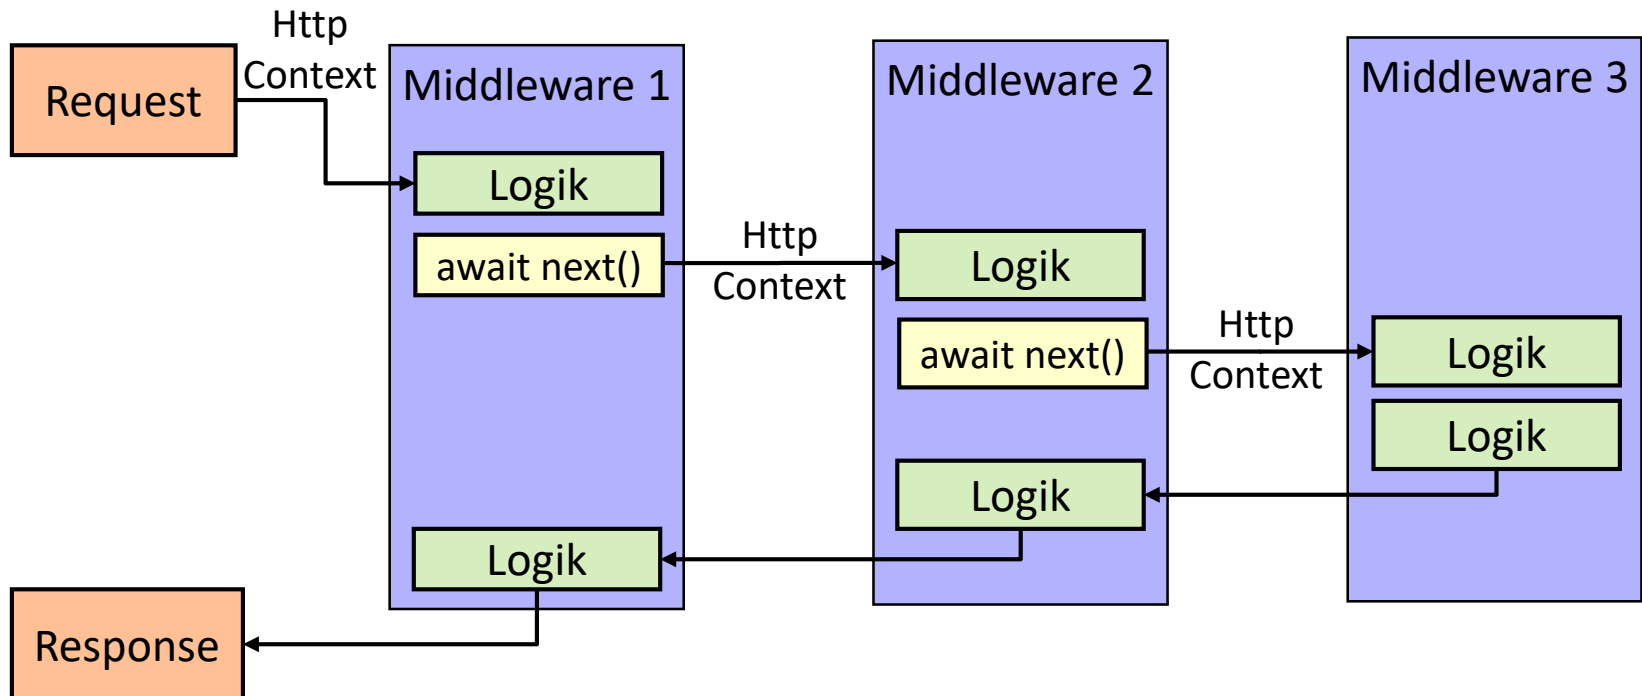 Request
Http
Context
Middleware 1
Logik
await next()
Http
Context
Middleware 2
Logik
await next()
Http
Context
Middleware 3
Logik
Logik
Logik
Logik
Response